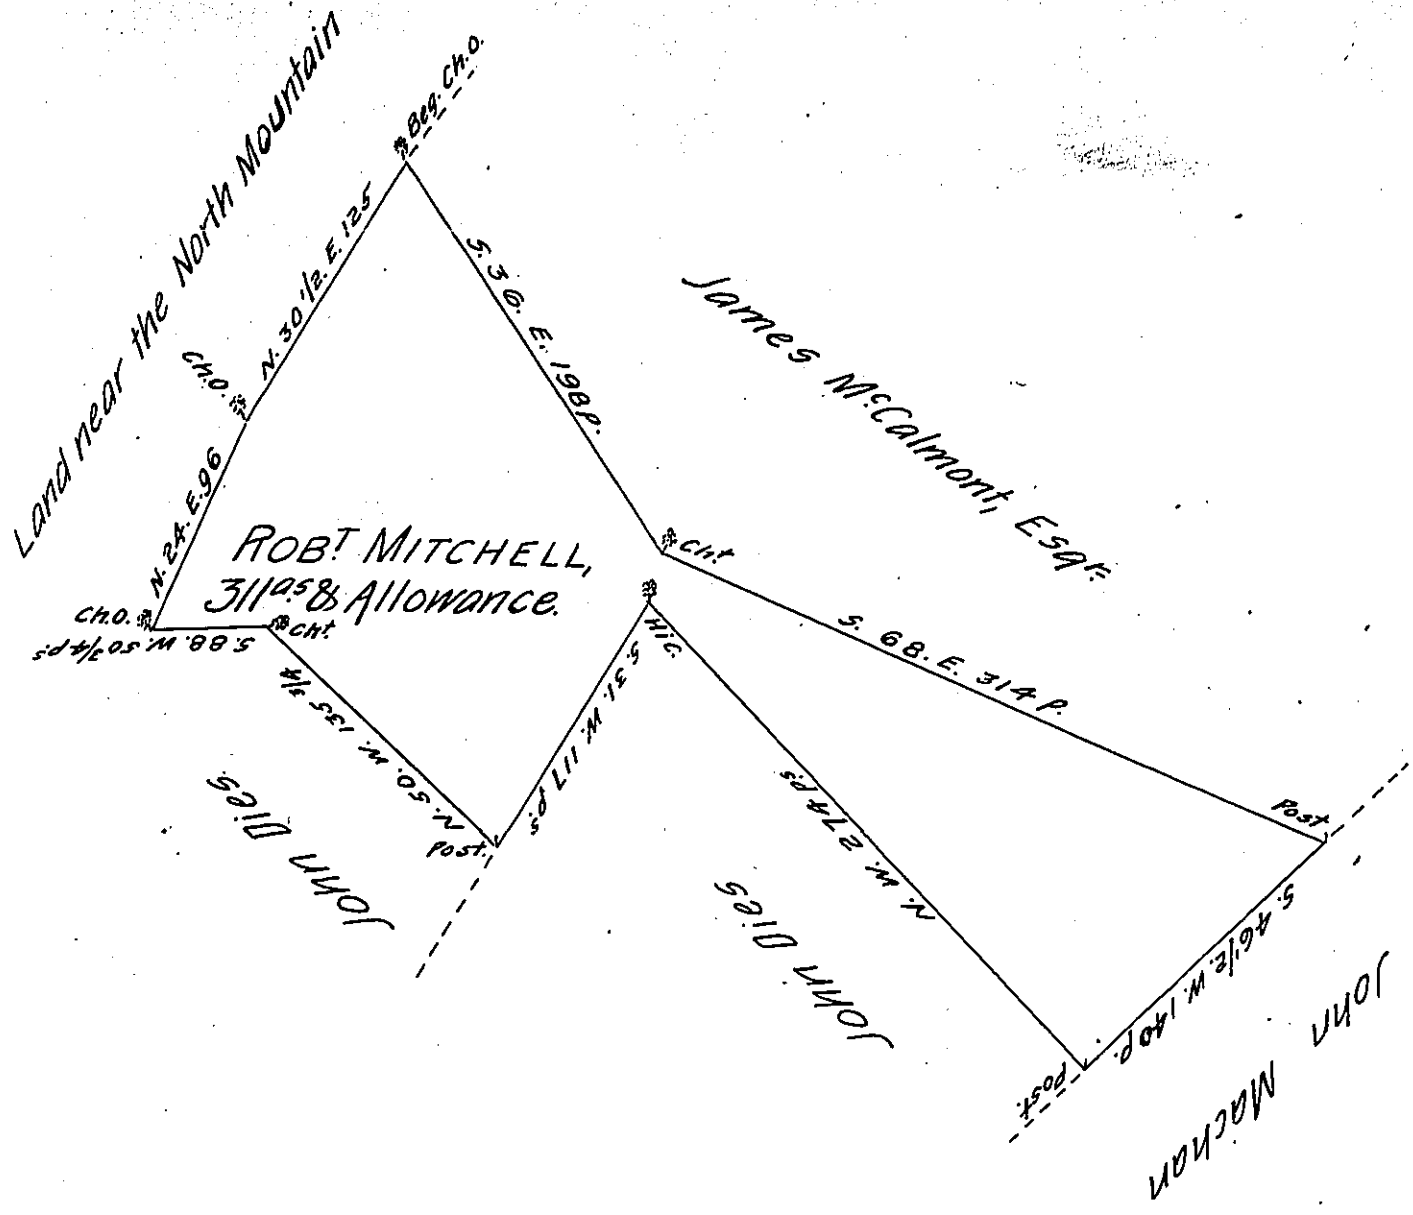 Land near the North Mountain
Beg. Ch.O.
N. 30 1/2. E. 125
S. 36. E. 198 P.
Ch.O.
James McCalmont, Esqr.
N. 24. E. 96
ROBT MITCHELL,
311as & Allowance.
Cht
S. 68. E. 314 P.
Ch.O.
S. 88. W. 50 3/4 ps
Cht
Hic.
N. 50. W. 135 3/4
S. 31. W. 117 ps
Post.
John Dies
N. W. 274 ps
John Dies
Post
S. 46 1/2. W. 140 p.
Post.
John
Machan